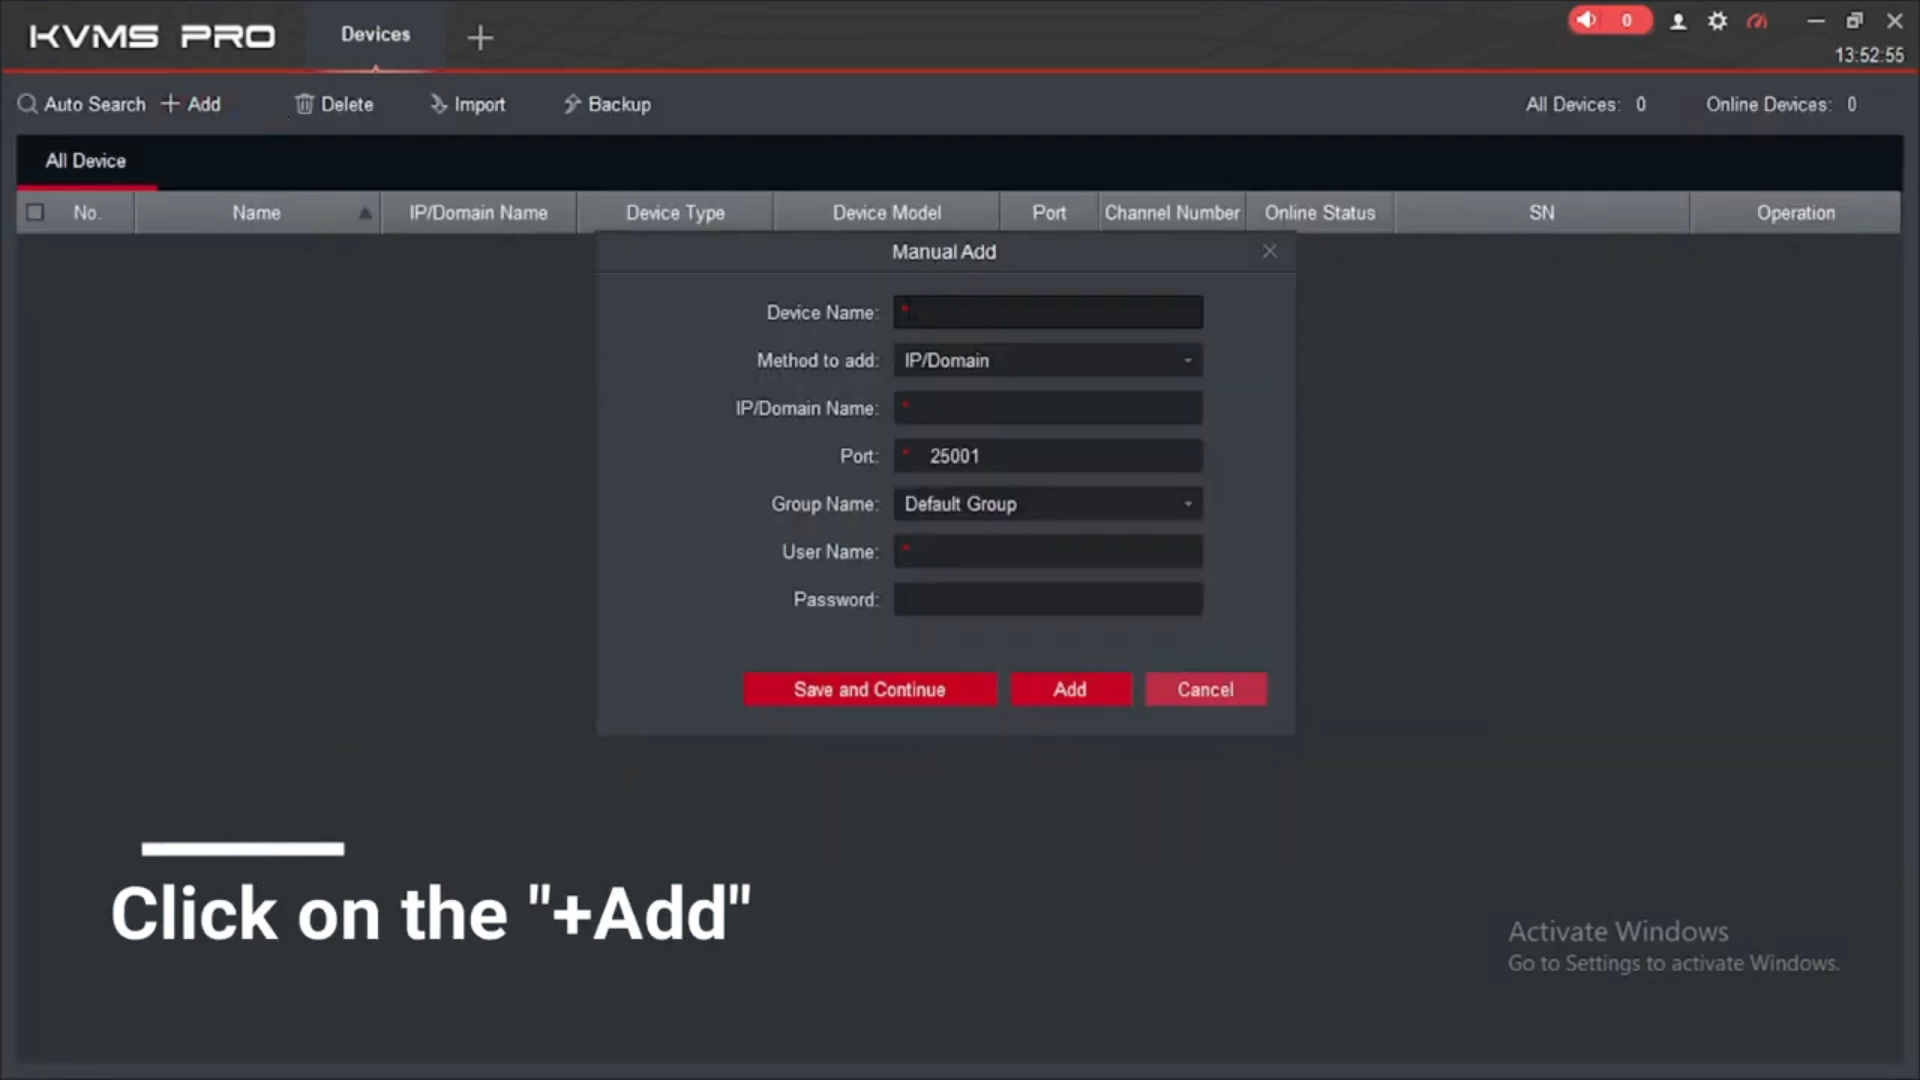 KVMS PRO
Devices
0
13:52:55
Auto Search
Add
Delete
Import
Backup
All Devices: 0
Online Devices: 0
All Device
No.
Name
IP/Domain Name
Device Type
Device Model
Port
Channel Number
Online Status
SN
Operation
Manual Add
Device Name: *
Method to add: IP/Domain
IP/Domain Name: *
Port: * 25001
Group Name: Default Group
User Name: *
Password:
Save and Continue
Add
Cancel
Click on the "+Add"
Activate Windows
Go to Settings to activate Windows.